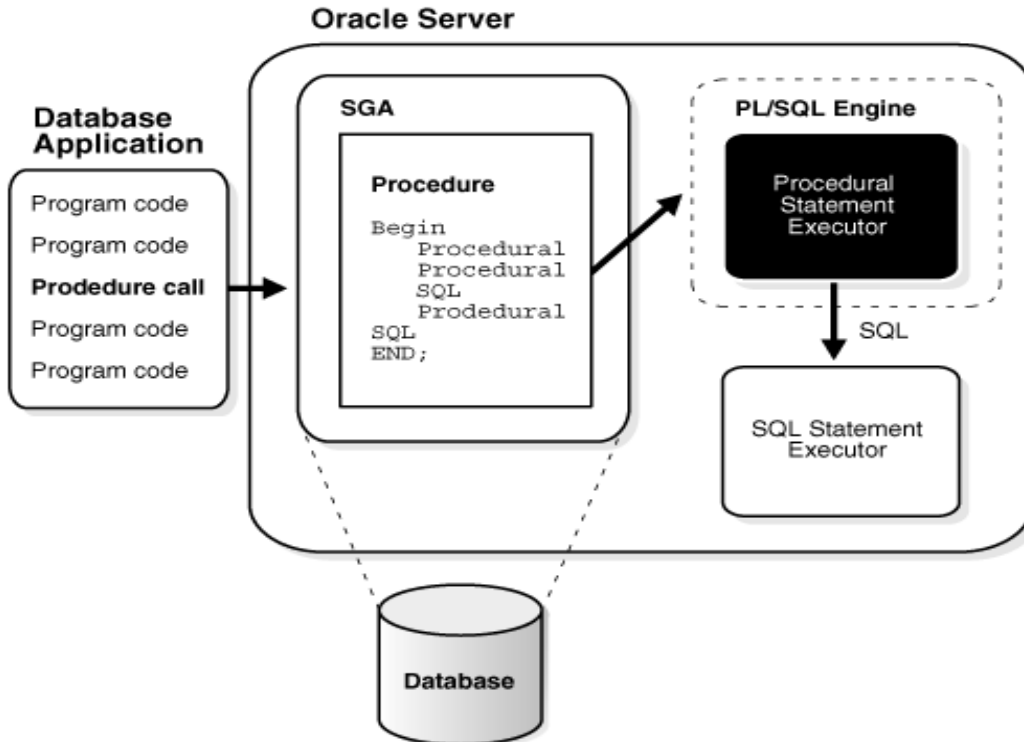 Oracle Server
Database
Application
Program code
Program code
Prodedure call
Program code
Program code
SGA
Procedure
Begin
Procedural
Procedural
SQL
Prodedural
SQL
END;
PL/SQL Engine
Procedural
Statement
Executor
SQL
SQL Statement
Executor
Database